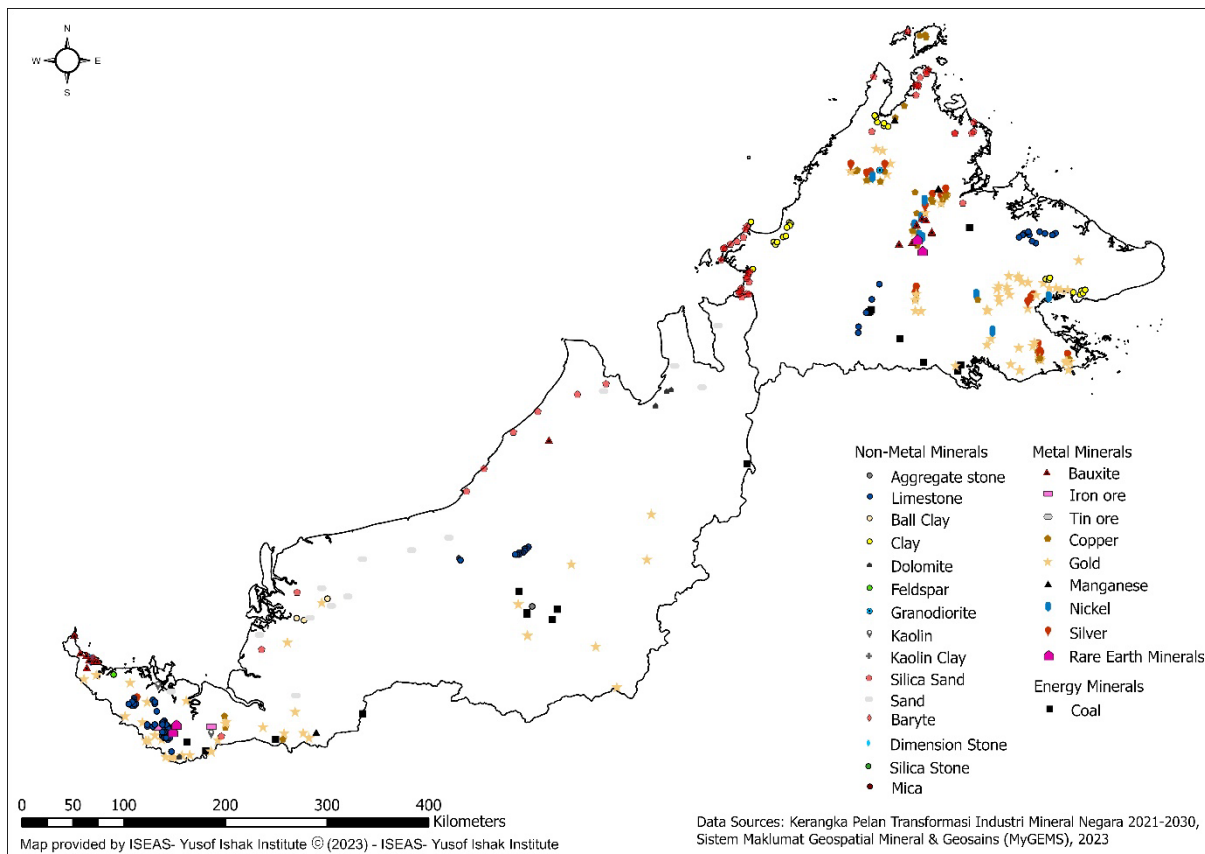 N
W E
S
Non-Metal Minerals
Aggregate stone
Limestone
Ball Clay
Clay
Dolomite
Feldspar
Granodiorite
Kaolin
Kaolin Clay
Silica Sand
Sand
Baryte
Dimension Stone
Silica Stone
Mica
Metal Minerals
Bauxite
Iron ore
Tin ore
Copper
Gold
Manganese
Nickel
Silver
Rare Earth Minerals
Energy Minerals
Coal
0 50 100 200 300 400
Kilometers
Map provided by ISEAS- Yusof Ishak Institute © (2023) - ISEAS- Yusof Ishak Institute
Data Sources: Kerangka Pelan Transformasi Industri Mineral Negara 2021-2030,
Sistem Maklumat Geospatial Mineral & Geosains (MyGEMS), 2023